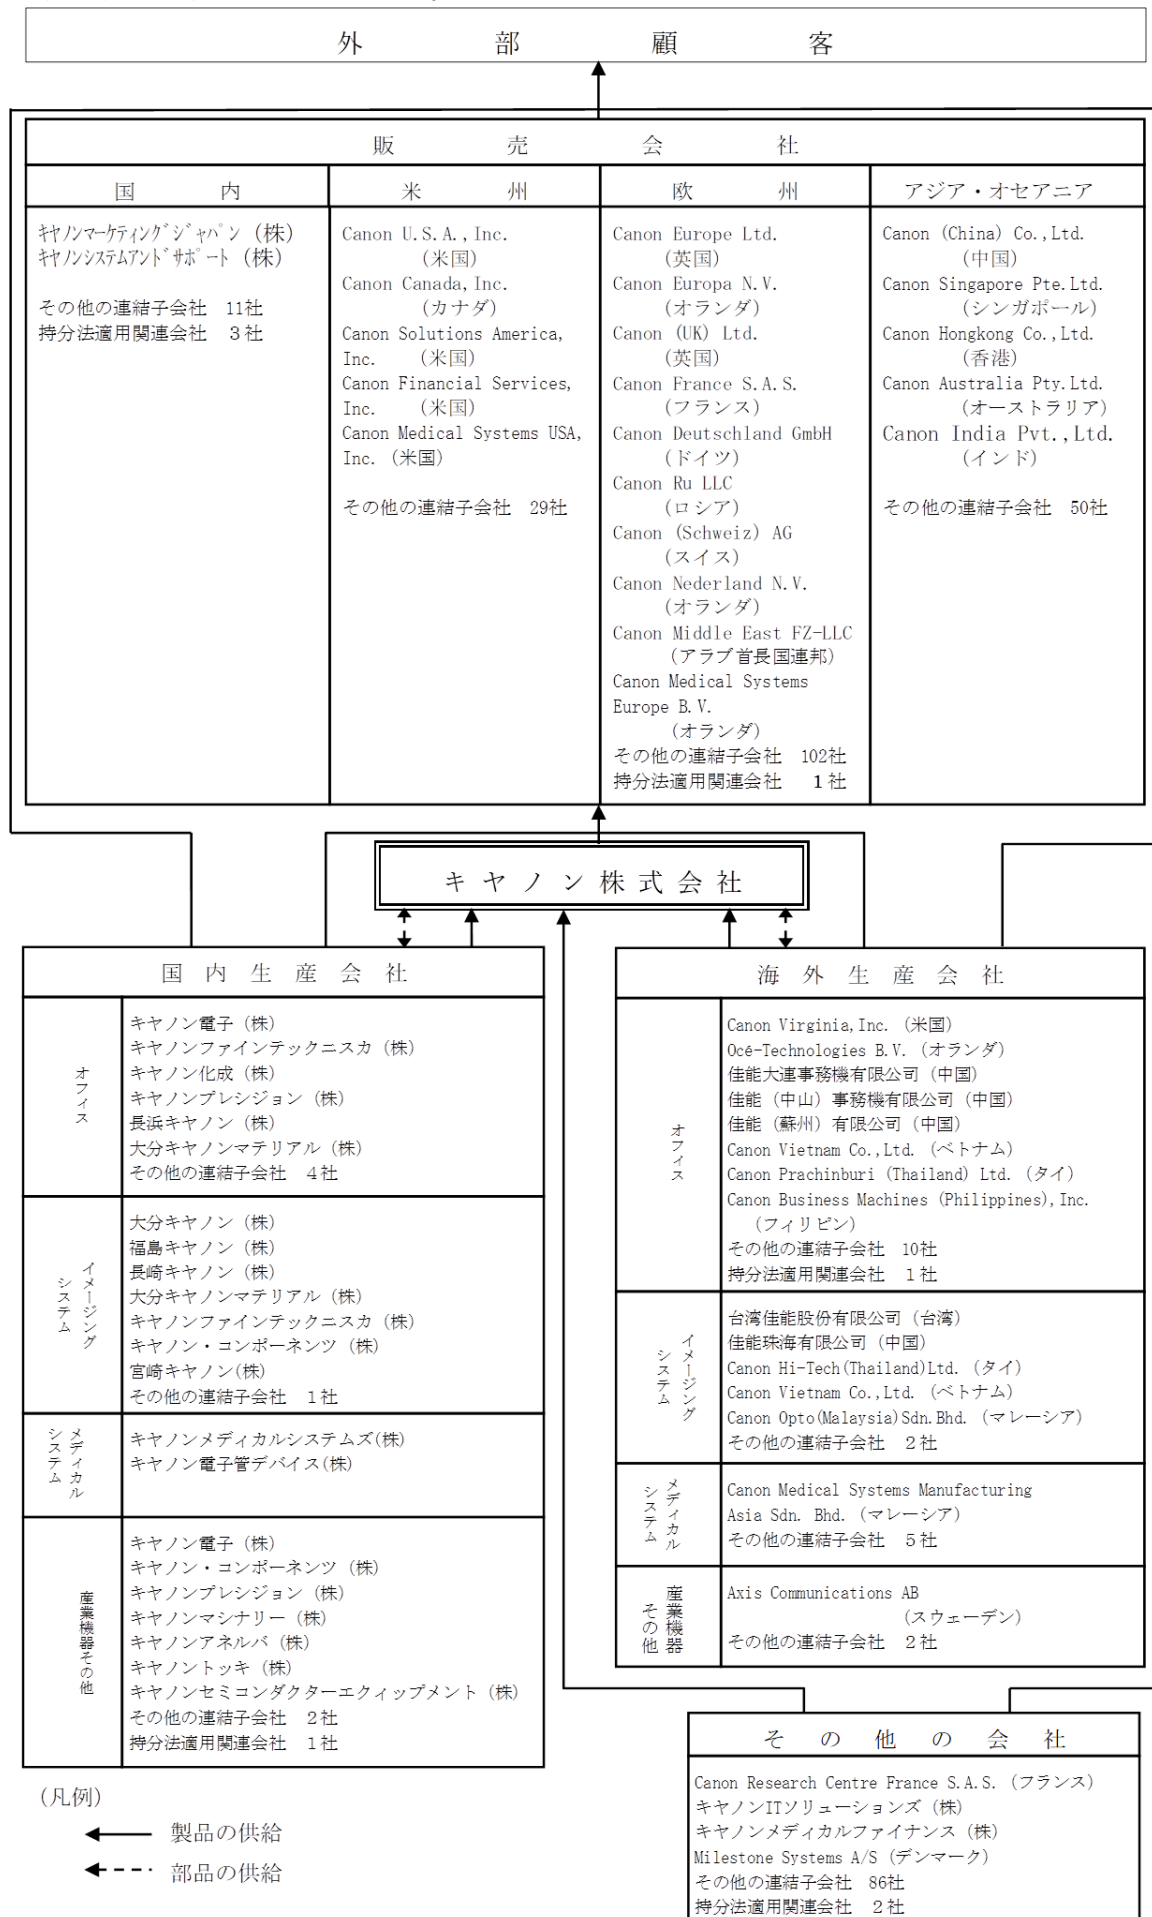 外部顧客
販売会社
国内
キヤノンマーケティングジャパン（株）
キヤノンシステムアンドサポート（株）
その他の連結子会社 11社
持分法適用関連会社 3社
米州
Canon U.S.A.,Inc.
（米国）
Canon Canada,Inc.
（カナダ）
Canon Solutions America,
Inc. （米国）
Canon Financial Services,
Inc. （米国）
Canon Medical Systems USA,
Inc.（米国）
その他の連結子会社 29社
欧州
Canon Europe Ltd.
（英国）
Canon Europa N.V.
（オランダ）
Canon (UK) Ltd.
（英国）
Canon France S.A.S.
（フランス）
Canon Deutschland GmbH
（ドイツ）
Canon Ru LLC
（ロシア）
Canon (Schweiz) AG
（スイス）
Canon Nederland N.V.
（オランダ）
Canon Middle East FZ-LLC
（アラブ首長国連邦）
Canon Medical Systems
Europe B.V.
（オランダ）
その他の連結子会社 102社
持分法適用関連会社 1社
アジア・オセアニア
Canon (China) Co.,Ltd.
（中国）
Canon Singapore Pte.Ltd.
（シンガポール）
Canon Hongkong Co.,Ltd.
（香港）
Canon Australia Pty.Ltd.
（オーストラリア）
Canon India Pvt.,Ltd.
（インド）
その他の連結子会社 50社
キヤノン株式会社
国内生産会社
オフィス
キヤノン電子（株）
キヤノンファインテックニスカ（株）
キヤノン化成（株）
キヤノンプレシジョン（株）
長浜キヤノン（株）
大分キヤノンマテリアル（株）
その他の連結子会社 4社
イメージング
システム
大分キヤノン（株）
福島キヤノン（株）
長崎キヤノン（株）
大分キヤノンマテリアル（株）
キヤノンファインテックニスカ（株）
キヤノン・コンポーネンツ（株）
宮崎キヤノン(株)
その他の連結子会社 1社
メディカル
システム
キヤノンメディカルシステムズ(株)
キヤノン電子管デバイス(株)
産業機器その他
キヤノン電子（株）
キヤノン・コンポーネンツ（株）
キヤノンプレシジョン（株）
キヤノンマシナリー（株）
キヤノンアネルバ（株）
キヤノントッキ（株）
キヤノンセミコンダクターエクィップメント（株）
その他の連結子会社 2社
持分法適用関連会社 1社
海外生産会社
オフィス
Canon Virginia,Inc.（米国）
Océ-Technologies B.V.（オランダ）
佳能大連事務機有限公司（中国）
佳能（中山）事務機有限公司（中国）
佳能（蘇州）有限公司（中国）
Canon Vietnam Co.,Ltd.（ベトナム）
Canon Prachinburi (Thailand) Ltd.（タイ）
Canon Business Machines (Philippines),Inc.
（フィリピン）
その他の連結子会社 10社
持分法適用関連会社 1社
イメージング
システム
台湾佳能股份有限公司（台湾）
佳能珠海有限公司（中国）
Canon Hi-Tech(Thailand)Ltd.（タイ）
Canon Vietnam Co.,Ltd.（ベトナム）
Canon Opto(Malaysia)Sdn.Bhd.（マレーシア）
その他の連結子会社 2社
メディカル
システム
Canon Medical Systems Manufacturing
Asia Sdn. Bhd.（マレーシア）
その他の連結子会社 5社
産業機器
その他
Axis Communications AB
（スウェーデン）
その他の連結子会社 2社
その他の会社
Canon Research Centre France S.A.S.（フランス）
キヤノンITソリューションズ（株）
キヤノンメディカルファイナンス（株）
Milestone Systems A/S（デンマーク）
その他の連結子会社 86社
持分法適用関連会社 2社
(凡例)
製品の供給
部品の供給